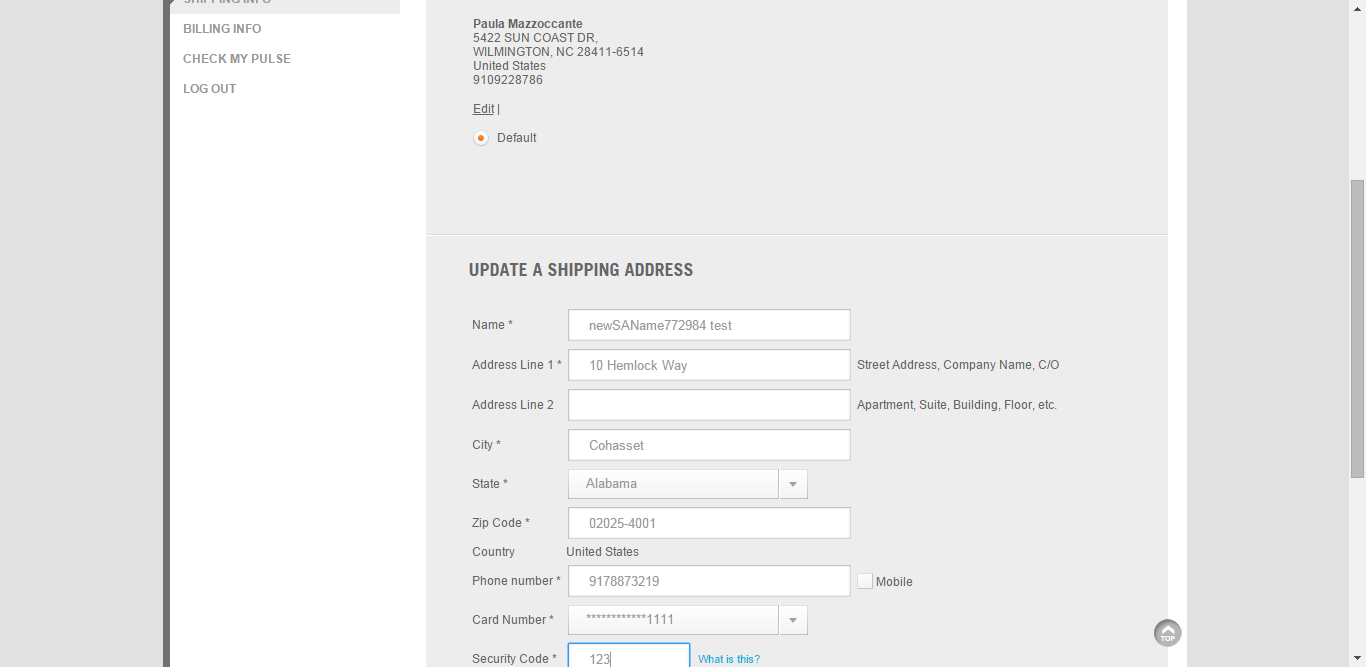 SHIPPING INFO
BILLING INFO
CHECK MY PULSE
LOG OUT
Paula Mazzoccante
5422 SUN COAST DR,
WILMINGTON, NC 28411-6514
United States
9109228786
Edit |
Default
UPDATE A SHIPPING ADDRESS
Name * newSAName772984 test
Address Line 1 * 10 Hemlock Way Street Address, Company Name, C/O
Address Line 2 Apartment, Suite, Building, Floor, etc.
City * Cohasset
State * Alabama
Zip Code * 02025-4001
Country United States
Phone number * 9178873219 Mobile
Card Number * ************1111
TOP
Security Code * 123 What is this?